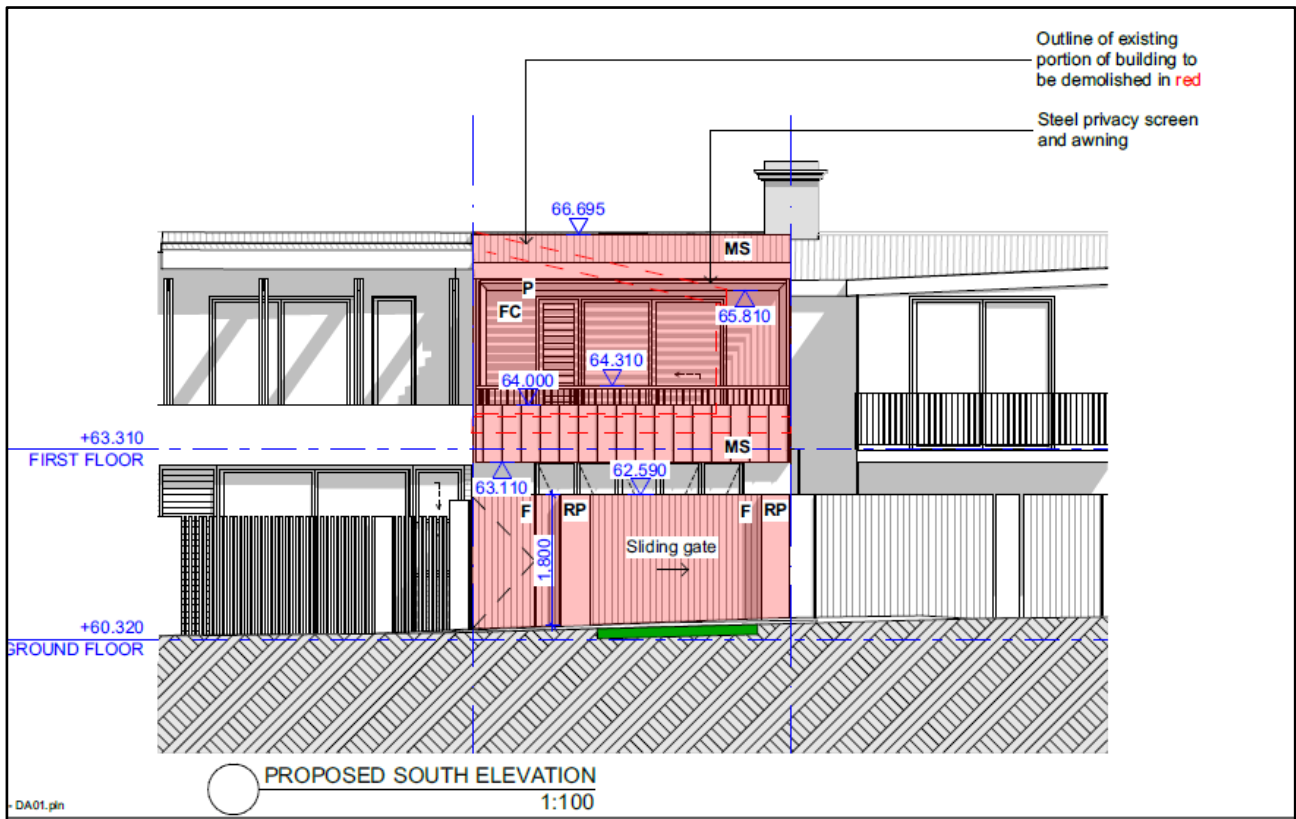 Outline of existing
portion of building to
be demolished in red
Steel privacy screen
and awning
66.695
MS
P
FC
65.810
64.310
64.000
+63.310
FIRST FLOOR
MS
63.110
62.590
F
RP
F
RP
1.800
Sliding gate
+60.320
GROUND FLOOR
PROPOSED SOUTH ELEVATION
1:100
- DA01.pln